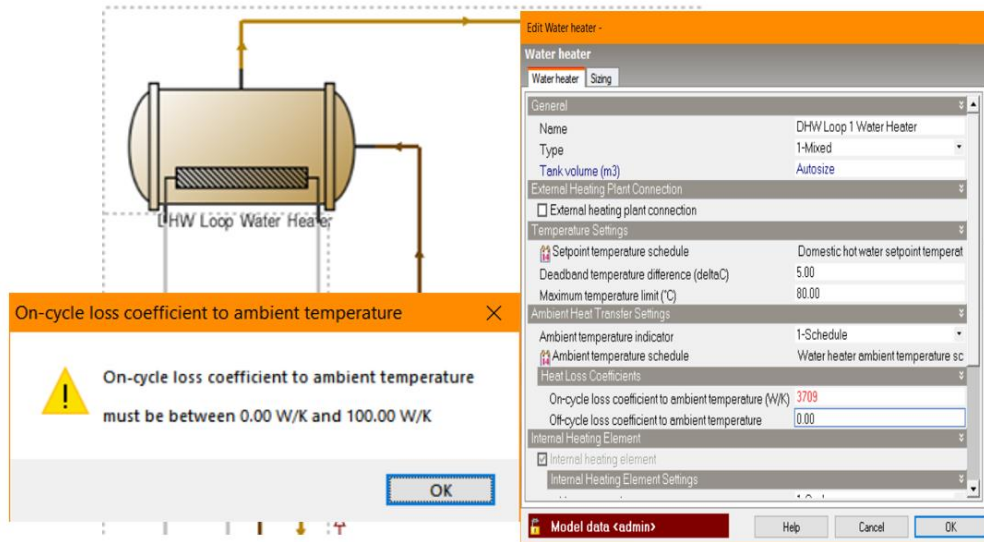 DHW Loop Water Heater
On-cycle loss coefficient to ambient temperature
On-cycle loss coefficient to ambient temperature
must be between 0.00 W/K and 100.00 W/K
OK
Edit Water heater -
Water heater
Water heater Sizing
General
Name DHW Loop 1 Water Heater
Type 1-Mixed
Tank volume (m3) Autosize
External Heating Plant Connection
External heating plant connection
Temperature Settings
Setpoint temperature schedule Domestic hot water setpoint temperat
Deadband temperature difference (deltaC) 5.00
Maximum temperature limit (°C) 80.00
Ambient Heat Transfer Settings
Ambient temperature indicator 1-Schedule
Ambient temperature schedule Water heater ambient temperature sc
Heat Loss Coefficients
On-cycle loss coefficient to ambient temperature (W/K) 3709
Off-cycle loss coefficient to ambient temperature 0.00
Internal Heating Element
Internal heating element
Internal Heating Element Settings
Model data <admin> Help Cancel OK